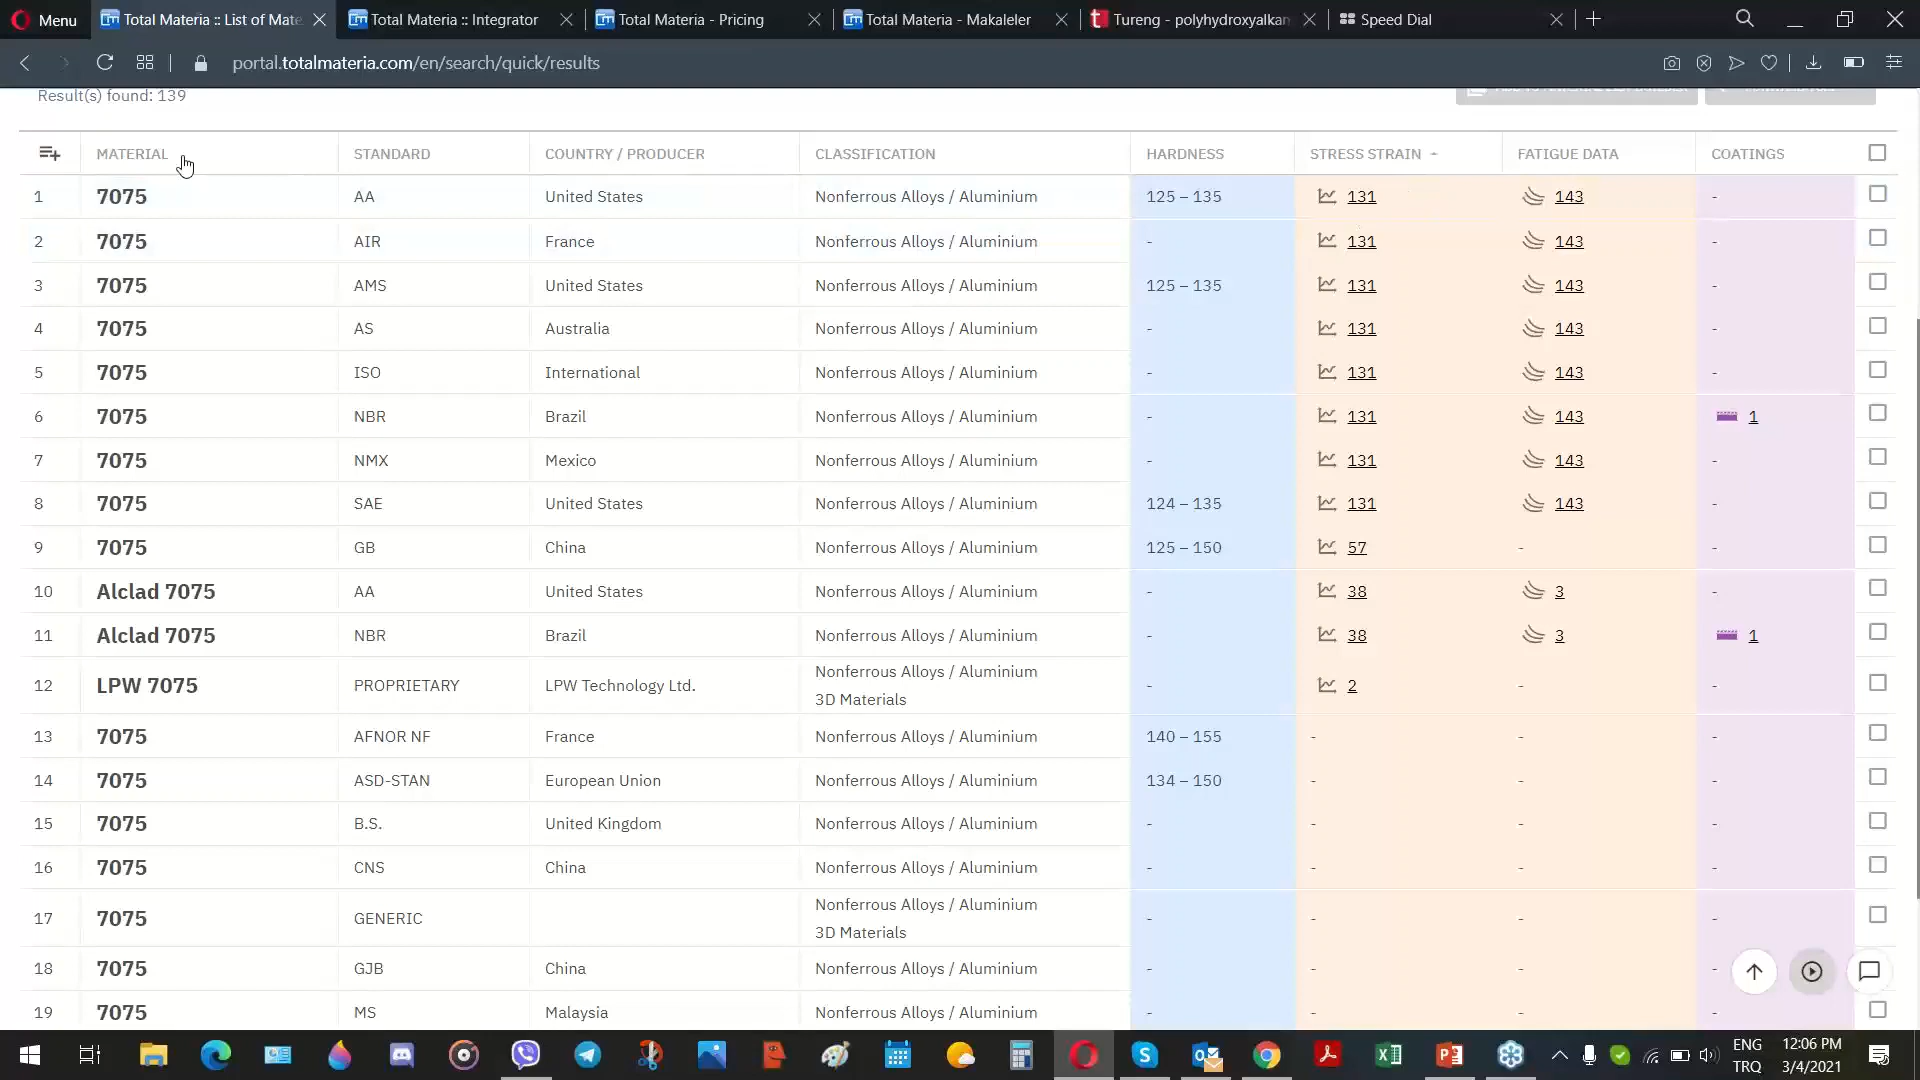 Menu
Total Materia :: List of Mate
Total Materia :: Integrator
Total Materia - Pricing
Total Materia - Makaleler
Tureng - polyhydroxyalkan
Speed Dial
portal.totalmateria.com/en/search/quick/results
Result(s) found: 139
MATERIAL STANDARD COUNTRY / PRODUCER CLASSIFICATION HARDNESS STRESS STRAIN FATIGUE DATA COATINGS
1 7075 AA United States Nonferrous Alloys / Aluminium 125 – 135 131 143 -
2 7075 AIR France Nonferrous Alloys / Aluminium - 131 143 -
3 7075 AMS United States Nonferrous Alloys / Aluminium 125 – 135 131 143 -
4 7075 AS Australia Nonferrous Alloys / Aluminium - 131 143 -
5 7075 ISO International Nonferrous Alloys / Aluminium - 131 143 -
6 7075 NBR Brazil Nonferrous Alloys / Aluminium - 131 143 1
7 7075 NMX Mexico Nonferrous Alloys / Aluminium - 131 143 -
8 7075 SAE United States Nonferrous Alloys / Aluminium 124 – 135 131 143 -
9 7075 GB China Nonferrous Alloys / Aluminium 125 – 150 57 - -
10 Alclad 7075 AA United States Nonferrous Alloys / Aluminium - 38 3 -
11 Alclad 7075 NBR Brazil Nonferrous Alloys / Aluminium - 38 3 1
12 LPW 7075 PROPRIETARY LPW Technology Ltd. Nonferrous Alloys / Aluminium - 2 - -
3D Materials
13 7075 AFNOR NF France Nonferrous Alloys / Aluminium 140 – 155 - - -
14 7075 ASD-STAN European Union Nonferrous Alloys / Aluminium 134 – 150 - - -
15 7075 B.S. United Kingdom Nonferrous Alloys / Aluminium - - - -
16 7075 CNS China Nonferrous Alloys / Aluminium - - - -
17 7075 GENERIC Nonferrous Alloys / Aluminium - - - -
3D Materials
18 7075 GJB China Nonferrous Alloys / Aluminium - - - -
19 7075 MS Malaysia Nonferrous Alloys / Aluminium - - - -
ENG
TRQ
12:06 PM
3/4/2021